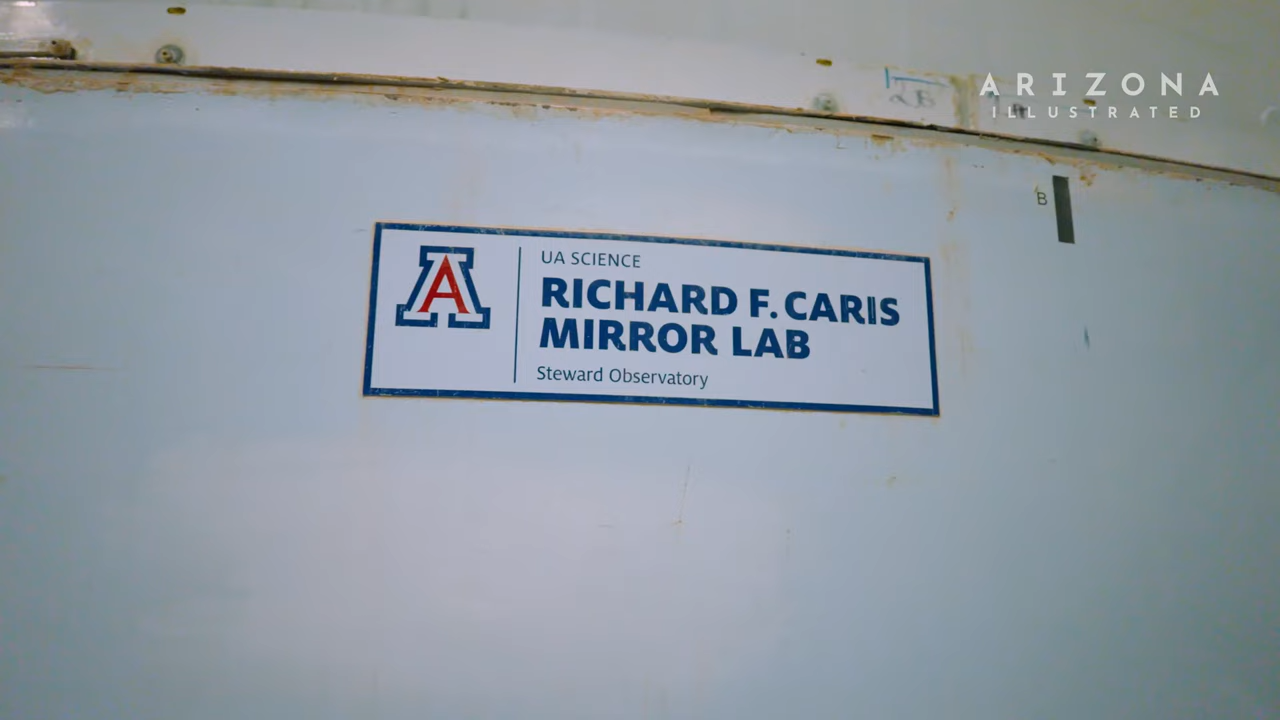 ARIZONA
ILLUSTRATED
B
A
UA SCIENCE
RICHARD F. CARIS
MIRROR LAB
Steward Observatory